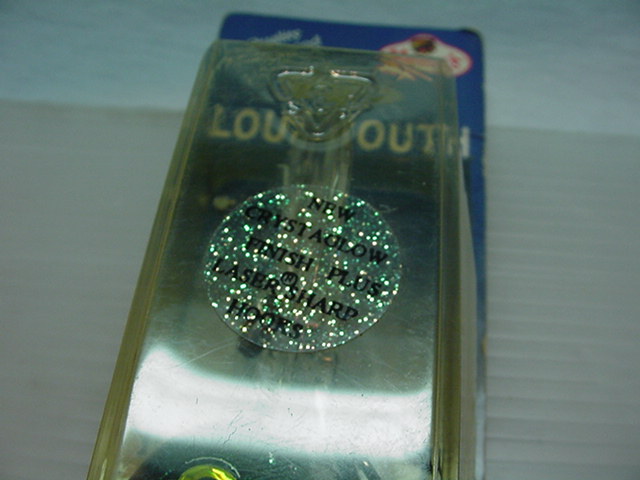 LOU OUTH
NEW
CRYSTAGLOW
FINISH PLUS
LASER® SHARP
HOOKS